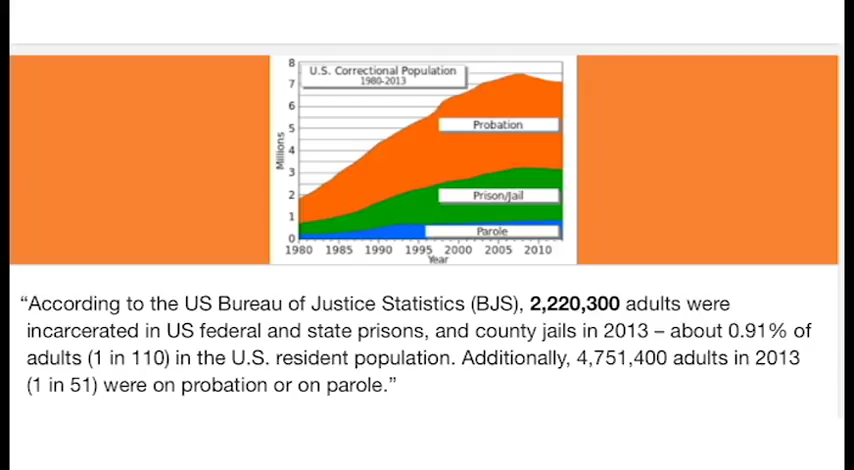 8
U.S. Correctional Population
1980-2013
7
6
Probation
5
Millions
4
3
2
Prison/Jail
1
Parole
0
1980 1985 1990 1995 2000 2005 2010
Year
“According to the US Bureau of Justice Statistics (BJS), 2,220,300 adults were
incarcerated in US federal and state prisons, and county jails in 2013 – about 0.91% of
adults (1 in 110) in the U.S. resident population. Additionally, 4,751,400 adults in 2013
(1 in 51) were on probation or on parole.”